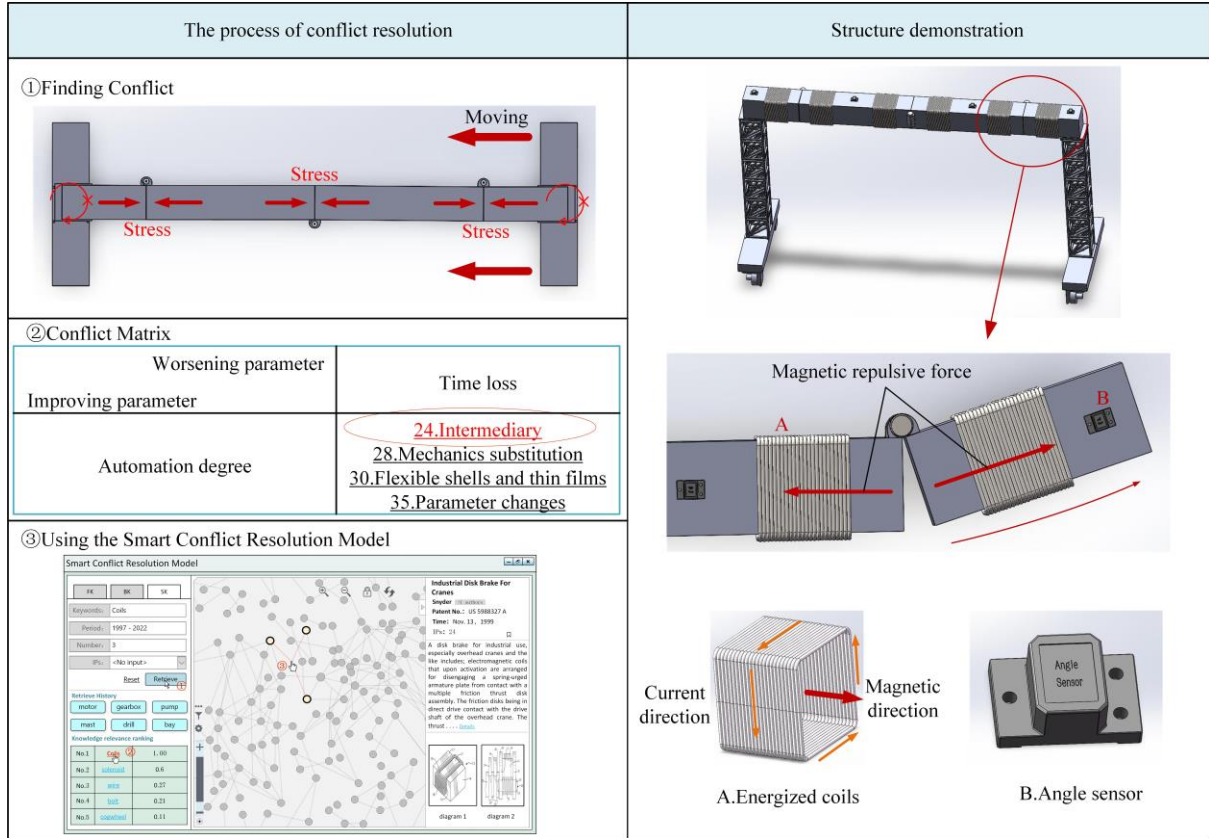 The process of conflict resolution
Structure demonstration
①Finding Conflict
Moving
Stress
Stress
Stress
②Conflict Matrix
Worsening parameter
Improving parameter
Time loss
Automation degree
24.Intermediary
28.Mechanics substitution
30.Flexible shells and thin films
35.Parameter changes
③Using the Smart Conflict Resolution Model
Smart Conflict Resolution Model
FK
BK
SK
Keywords: Coils
Period: 1997 - 2022
Number: 3
IPs: <No input>
Reset
Retrieve
①
Retrieve History
motor
gearbox
pump
mast
drill
bay
Knowledge relevance ranking
No.1 Coils 1.00
②
No.2 solenoid 0.6
No.3 wire 0.27
No.4 bolt 0.21
No.5 cogwheel 0.11
③
Industrial Disk Brake For
Cranes
Snyder
Patent No.: US 5988327 A
Time: Nov. 13, 1999
IPs: 24
A disk brake for industrial use,
especially overhead cranes and the
like includes; electromagnetic coils
that upon activation are arranged
for disengaging a spring-urged
armature plate from contact with a
multiple friction thrust disk
assembly. The friction disks being in
direct drive contact with the drive
shaft of the overhead crane. The
thrust ....
diagram 1
diagram 2
Magnetic repulsive force
A
B
Current
direction
Magnetic
direction
A.Energized coils
Angle
Sensor
B.Angle sensor